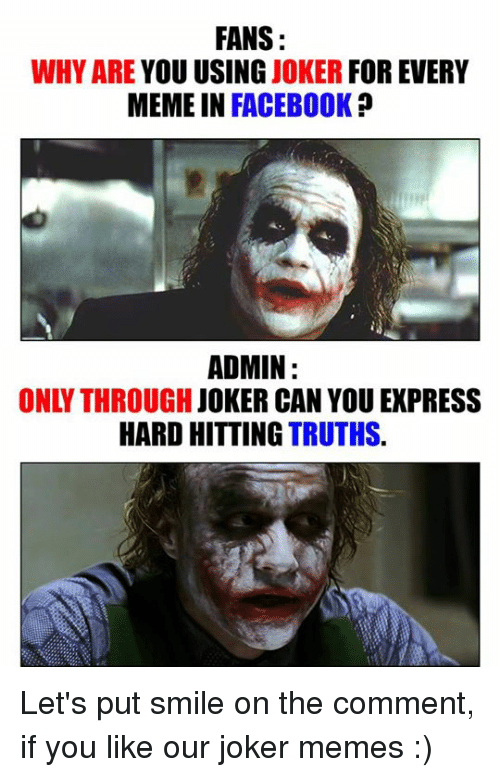 FANS :
WHY ARE YOU USING JOKER FOR EVERY
MEME IN FACEBOOK ?
ADMIN :
ONLY THROUGH JOKER CAN YOU EXPRESS
HARD HITTING TRUTHS.
Let's put smile on the comment,
if you like our joker memes :)